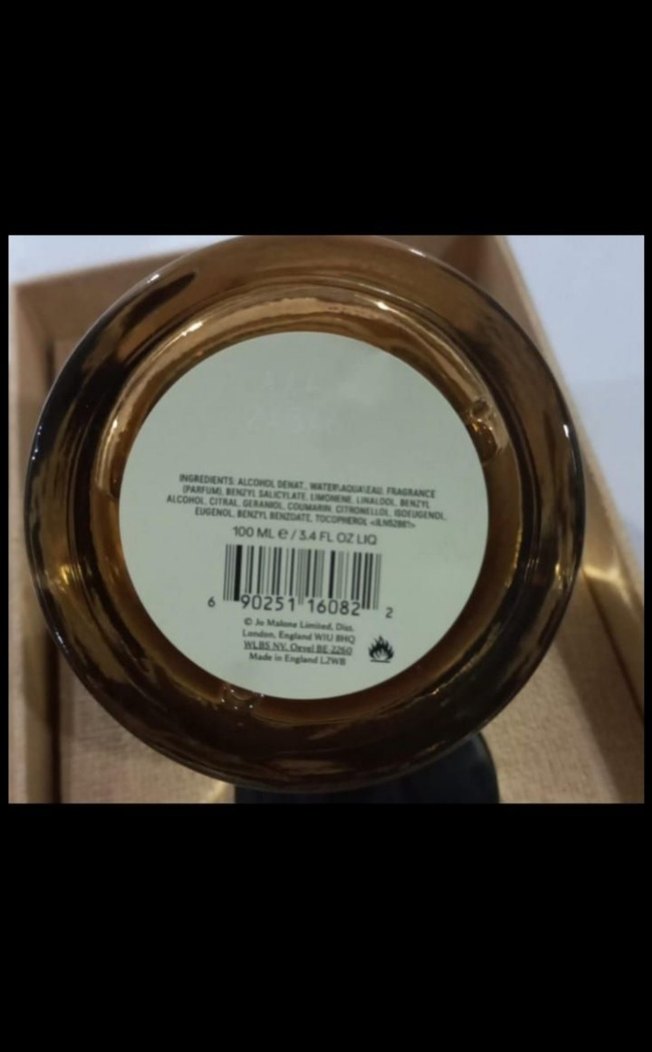 INGREDIENTS: ALCOHOL DENAT., WATER\AQUA\EAU, FRAGRANCE
(PARFUM), BENZYL SALICYLATE, LIMONENE, LINALOOL, BENZYL
ALCOHOL, CITRAL, GERANIOL, COUMARIN, CITRONELLOL, ISOEUGENOL,
EUGENOL, BENZYL BENZOATE, TOCOPHEROL
100 ML e / 3.4 FL OZ LIQ
6 90251 16082 2
© Jo Malone Limited, Dist.
London, England W1U 8HQ
WLBS NV. Oevel BE 2260
Made in England LZWB